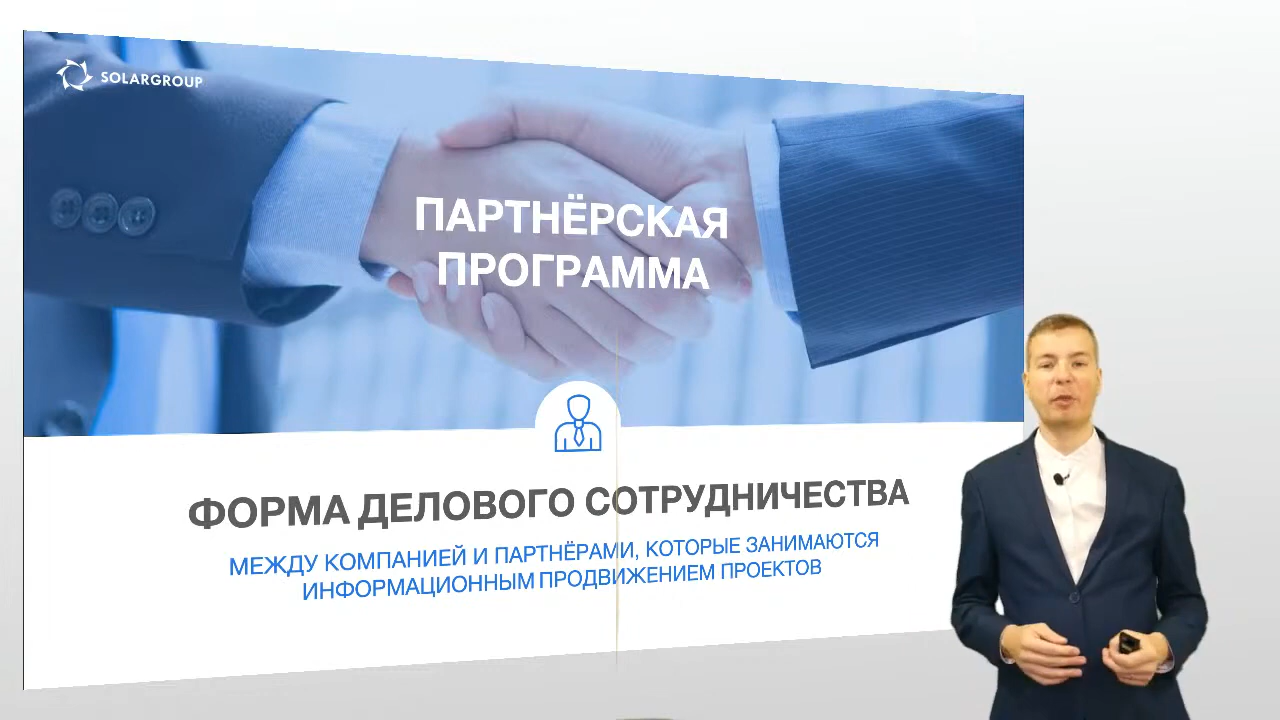 SOLARGROUP
ПАРТНЁРСКАЯ
ПРОГРАММА
ФОРМА ДЕЛОВОГО СОТРУДНИЧЕСТВА
МЕЖДУ КОМПАНИЕЙ И ПАРТНЁРАМИ, КОТОРЫЕ ЗАНИМАЮТСЯ
ИНФОРМАЦИОННЫМ ПРОДВИЖЕНИЕМ ПРОЕКТОВ